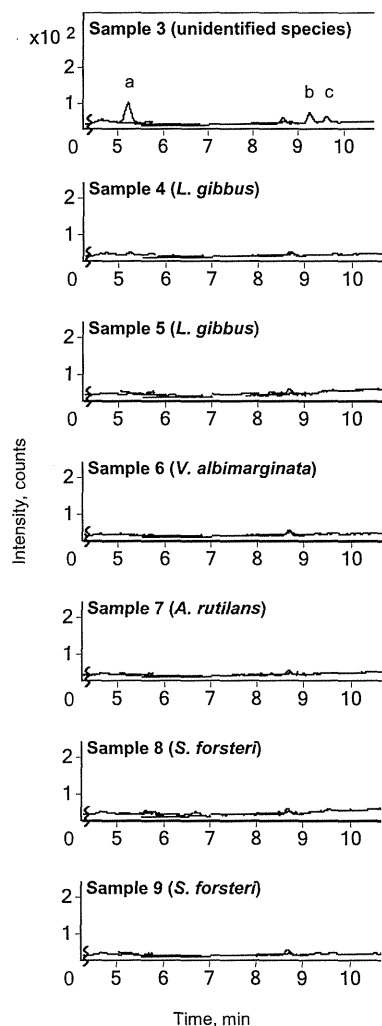 Sample 3 (unidentified species)
x10 2
2
a
b c
1
0
5 6 7 8 9 10
Sample 4 (L. gibbus)
2
1
0
5 6 7 8 9 10
Sample 5 (L. gibbus)
2
1
0
5 6 7 8 9 10
Sample 6 (V. albimarginata)
2
1
0
5 6 7 8 9 10
Sample 7 (A. rutilans)
2
1
0
5 6 7 8 9 10
Sample 8 (S. forsteri)
2
1
0
5 6 7 8 9 10
Sample 9 (S. forsteri)
2
1
0
5 6 7 8 9 10
Intensity, counts
Time, min